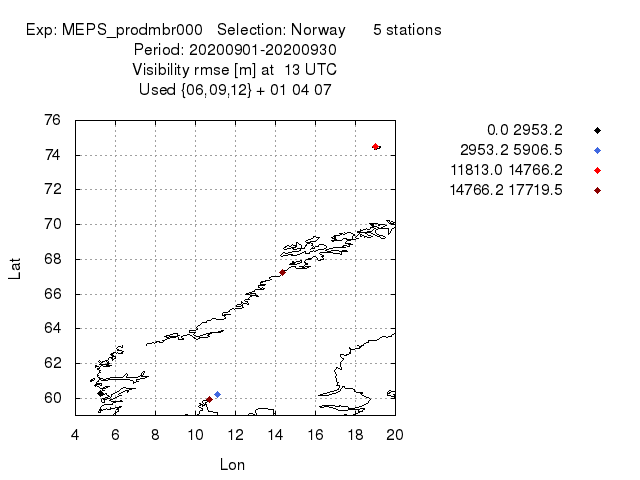 Exp: MEPS_prodmbr000   Selection: Norway      5 stations
Period: 20200901-20200930
Visibility rmse [m] at  13 UTC
Used {06,09,12} + 01 04 07
0.0 2953.2
2953.2 5906.5
11813.0 14766.2
14766.2 17719.5
76
74
72
70
68
66
64
62
60
Lat
4 6 8 10 12 14 16 18 20
Lon